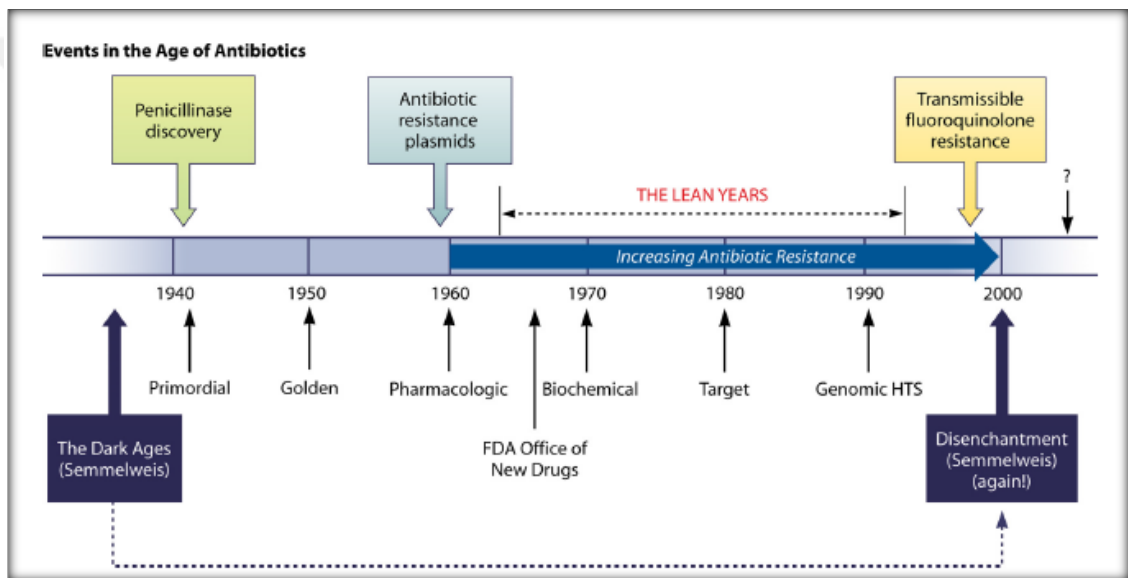 Events in the Age of Antibiotics
Penicillinase
discovery
Antibiotic
resistance
plasmids
Transmissible
fluoroquinolone
resistance
?
THE LEAN YEARS
Increasing Antibiotic Resistance
1940
1950
1960
1970
1980
1990
2000
Primordial
Golden
Pharmacologic
Biochemical
Target
Genomic HTS
FDA Office of
New Drugs
The Dark Ages
(Semmelweis)
Disenchantment
(Semmelweis)
(again!)